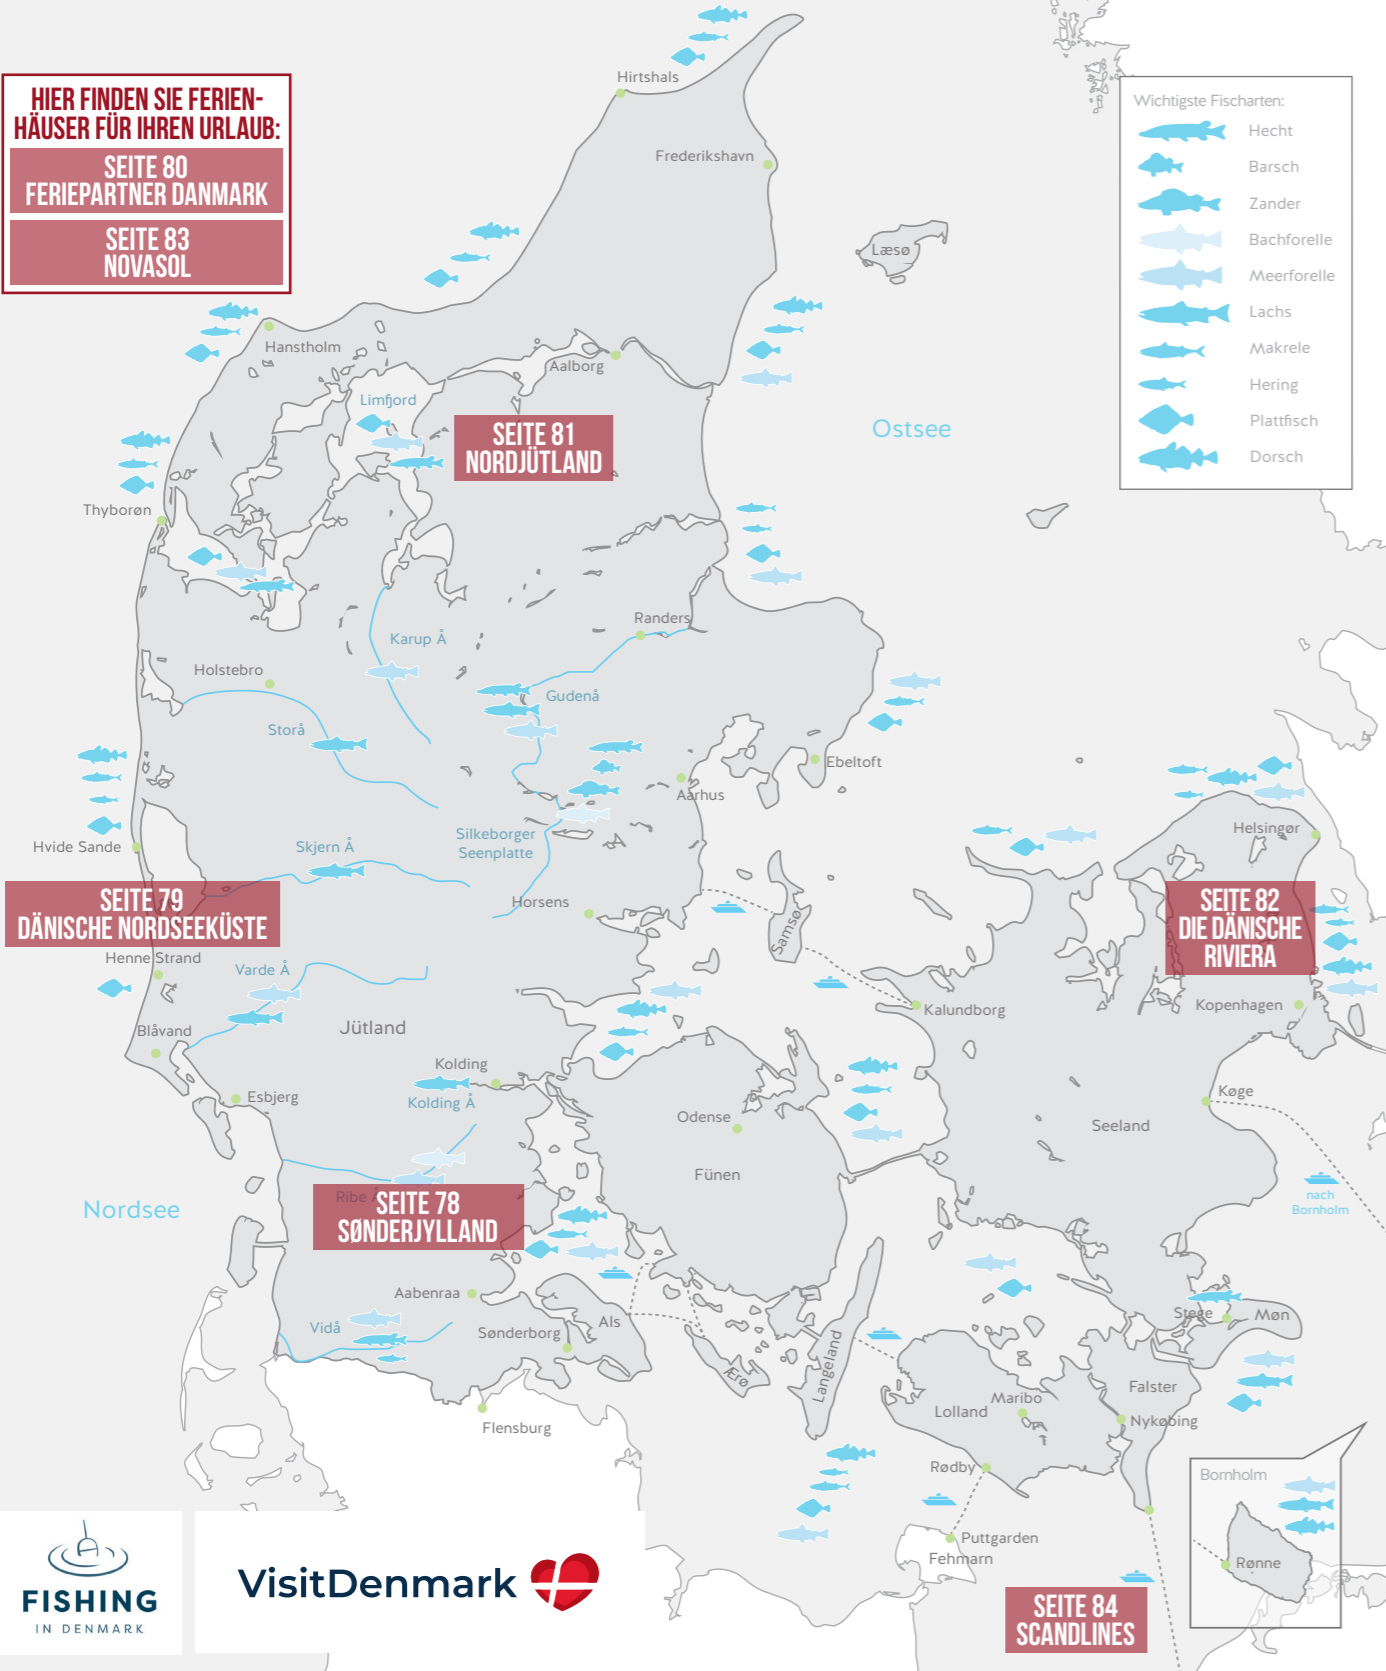 Hirtshals
HIER FINDEN SIE FERIEN-
HÄUSER FÜR IHREN URLAUB:
SEITE 80
FERIEPARTNER DANMARK
SEITE 83
NOVASOL
Wichtigste Fischarten:
Hecht
Barsch
Zander
Bachforelle
Meerforelle
Lachs
Makrele
Hering
Plattfisch
Dorsch
Frederikshavn
Læsø
Hanstholm
Aalborg
Limfjord
SEITE 81
NORDJÜTLAND
Ostsee
Thyborøn
Randers
Karup Å
Holstebro
Gudenå
Storå
Ebeltoft
Aarhus
Helsingør
Silkeborger
Seenplatte
Hvide Sande
Skjern Å
SEITE 79
DÄNISCHE NORDSEEKÜSTE
Horsens
Samsø
SEITE 82
DIE DÄNISCHE
RIVIERA
Henne Strand
Varde Å
Kopenhagen
Kalundborg
Blåvand
Jütland
Kolding
Kolding Å
Esbjerg
Køge
Odense
Seeland
Fünen
Nordsee
Ribe Å
SEITE 78
SØNDERJYLLAND
nach
Bornholm
Aabenraa
Vidå
Sønderborg
Als
Stege
Møn
Ærø
Langeland
Falster
Maribo
Lolland
Nykøbing
Flensburg
Rødby
Bornholm
Puttgarden
Fehmarn
Rønne
SEITE 84
SCANDLINES
FISHING
IN DENMARK
VisitDenmark